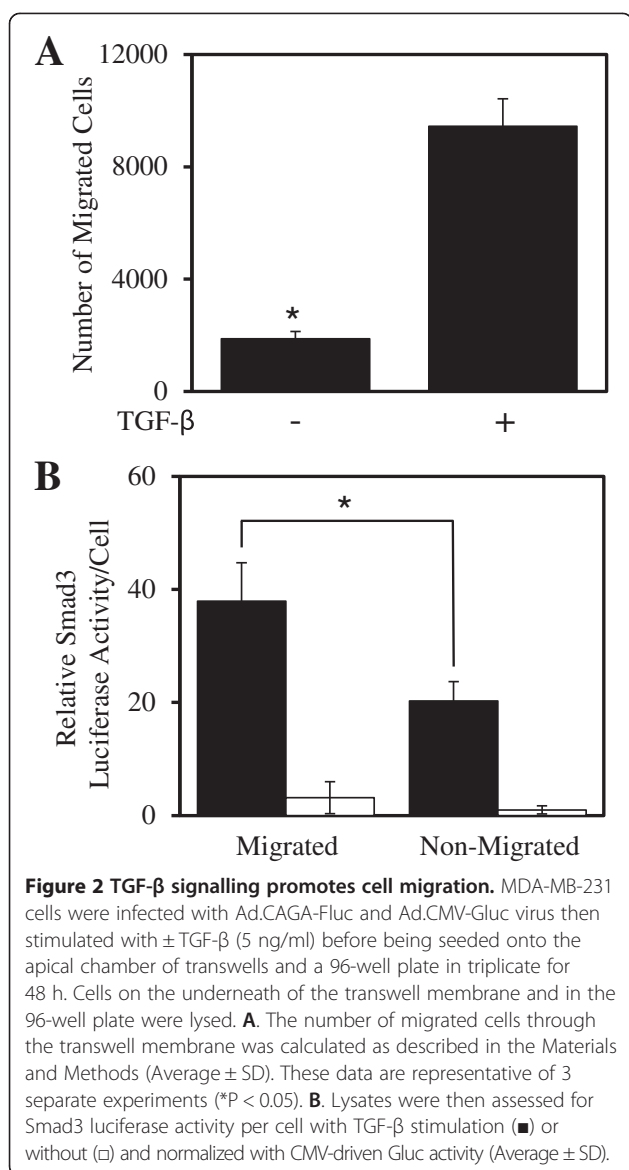 A
12000
8000
4000
0
Number of Migrated Cells
*
TGF-β - +
B
60
40
20
0
Relative Smad3
Luciferase Activity/Cell
*
Migrated Non-Migrated
Figure 2 TGF-β signalling promotes cell migration. MDA-MB-231
cells were infected with Ad.CAGA-Fluc and Ad.CMV-Gluc virus then
stimulated with ± TGF-β (5 ng/ml) before being seeded onto the
apical chamber of transwells and a 96-well plate in triplicate for
48 h. Cells on the underneath of the transwell membrane and in the
96-well plate were lysed. A. The number of migrated cells through
the transwell membrane was calculated as described in the Materials
and Methods (Average ± SD). These data are representative of 3
separate experiments (*P < 0.05). B. Lysates were then assessed for
Smad3 luciferase activity per cell with TGF-β stimulation (■) or
without (□) and normalized with CMV-driven Gluc activity (Average ± SD).